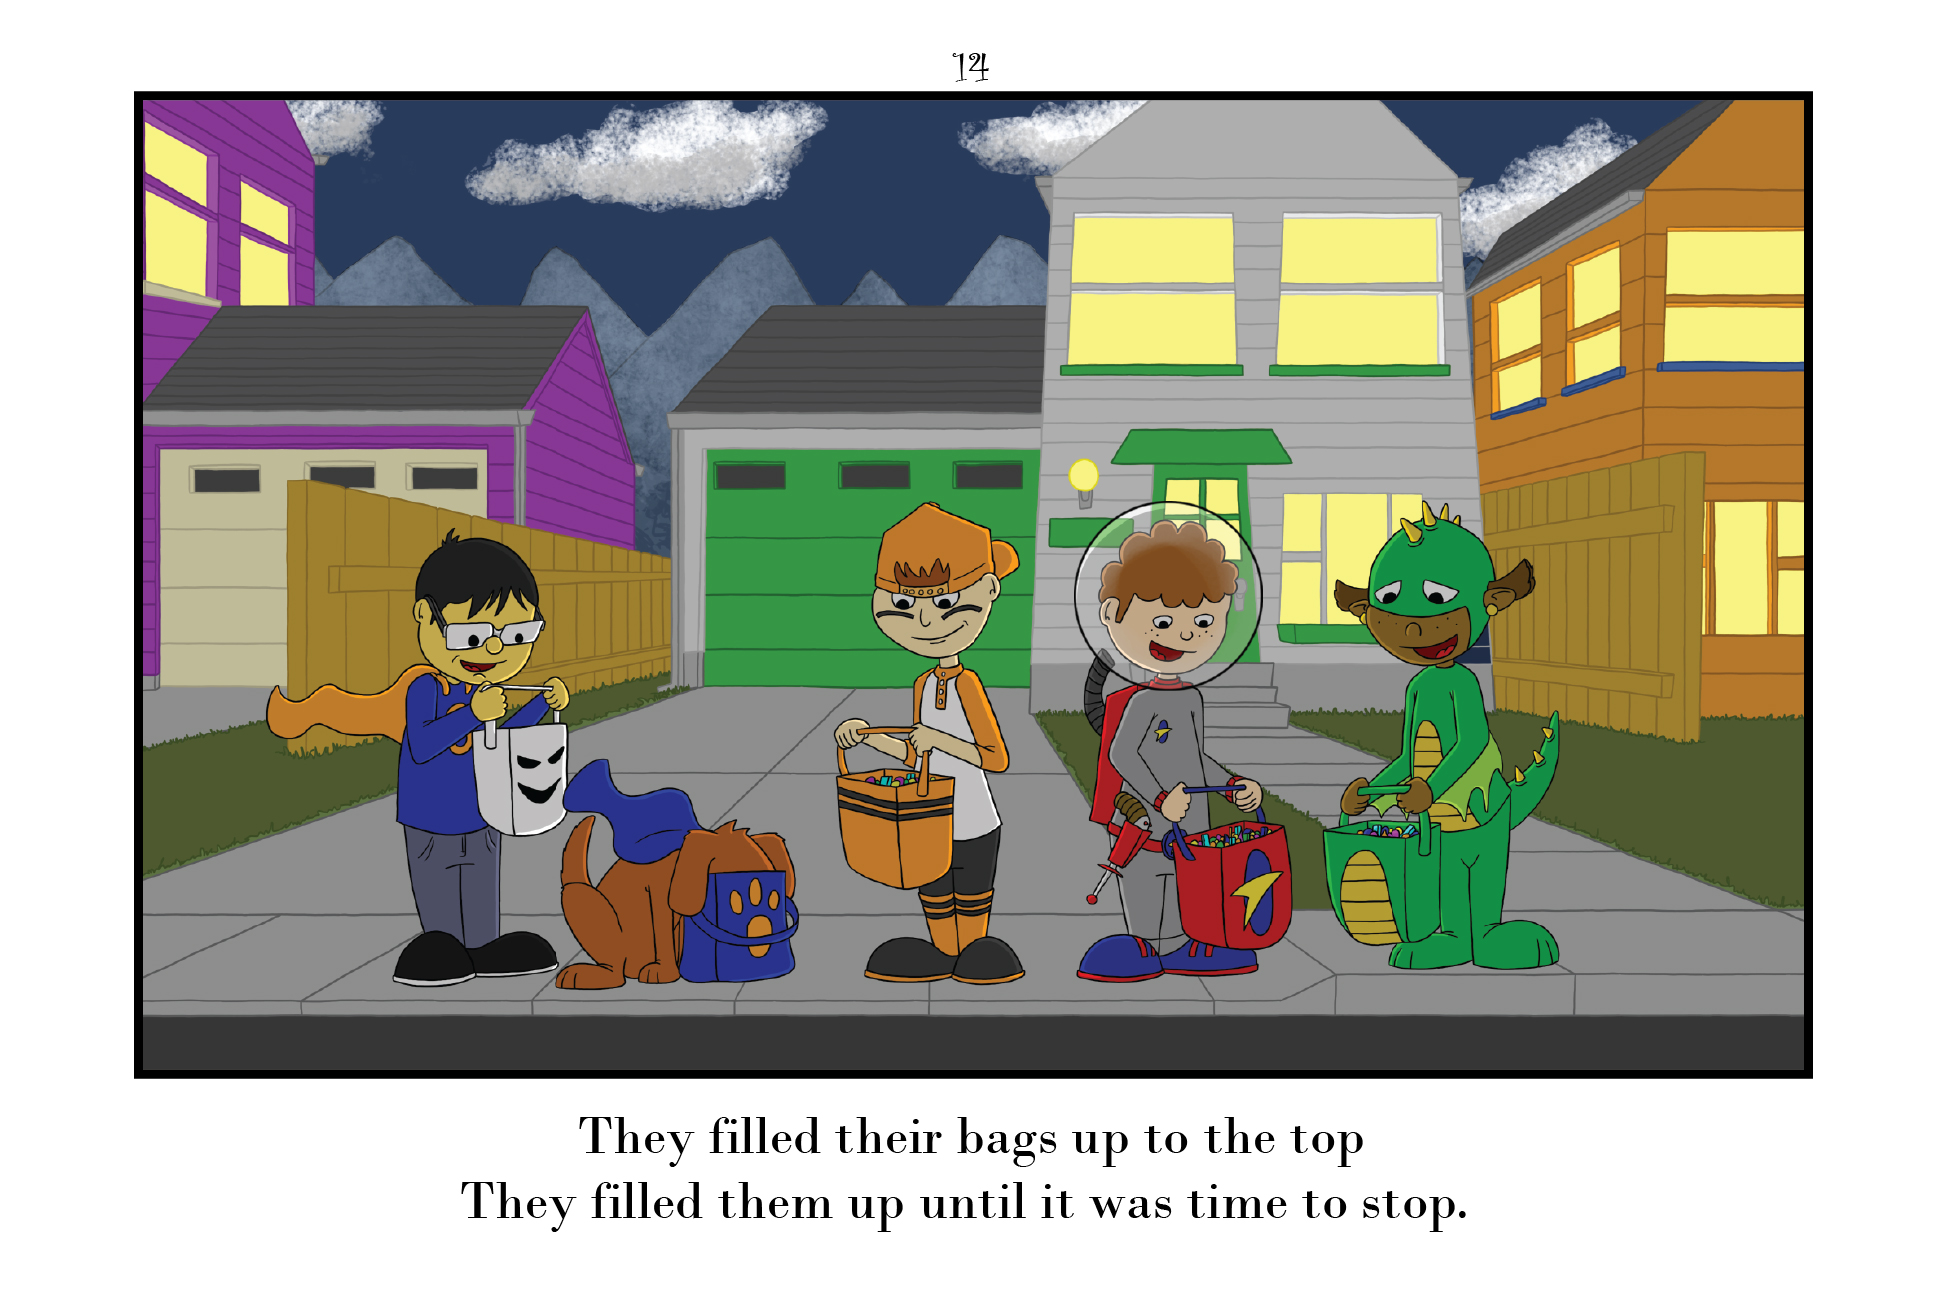 14
They filled their bags up to the top
They filled them up until it was time to stop.